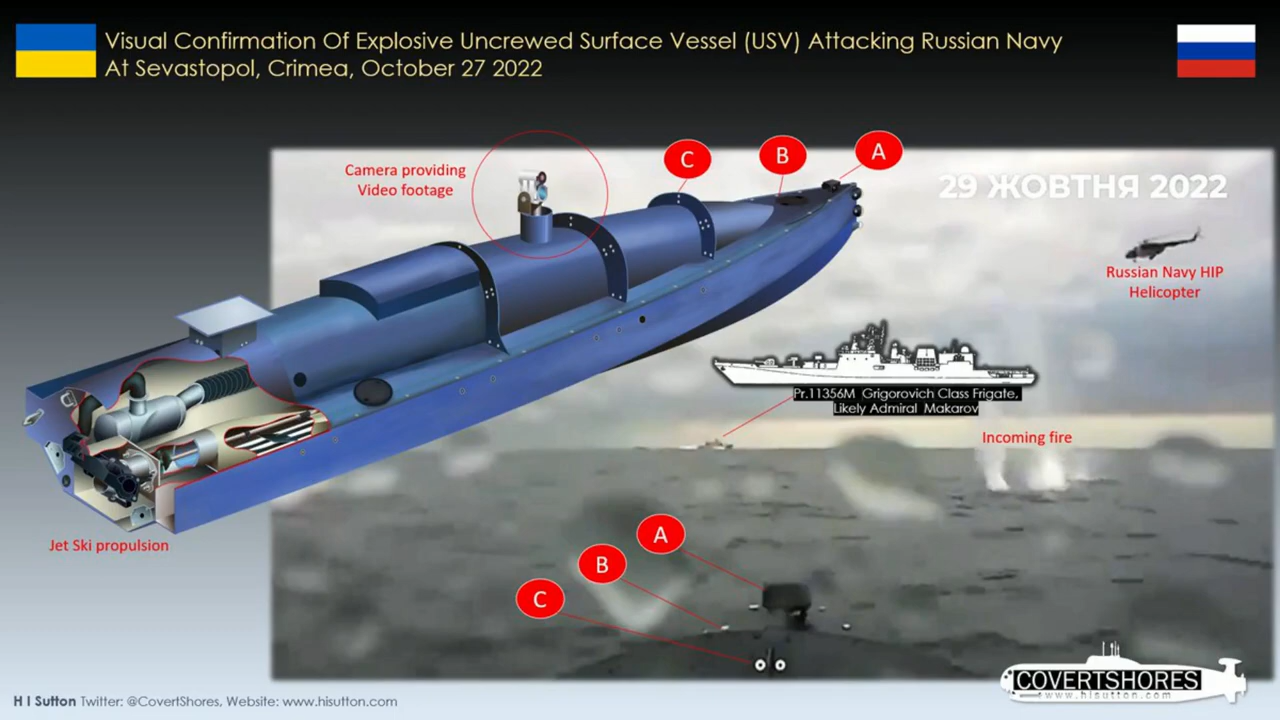 Visual Confirmation Of Explosive Uncrewed Surface Vessel (USV) Attacking Russian Navy
At Sevastopol, Crimea, October 27 2022
Camera providing
Video footage
C
B
A
29 ЖОВТНЯ 2022
Russian Navy HIP
Helicopter
Pr.11356M Grigorovich Class Frigate,
Likely Admiral Makarov
Incoming fire
Jet Ski propulsion
A
B
C
COVERTSHORES
www.hisutton.com
H I Sutton Twitter: @CovertShores, Website: www.hisutton.com